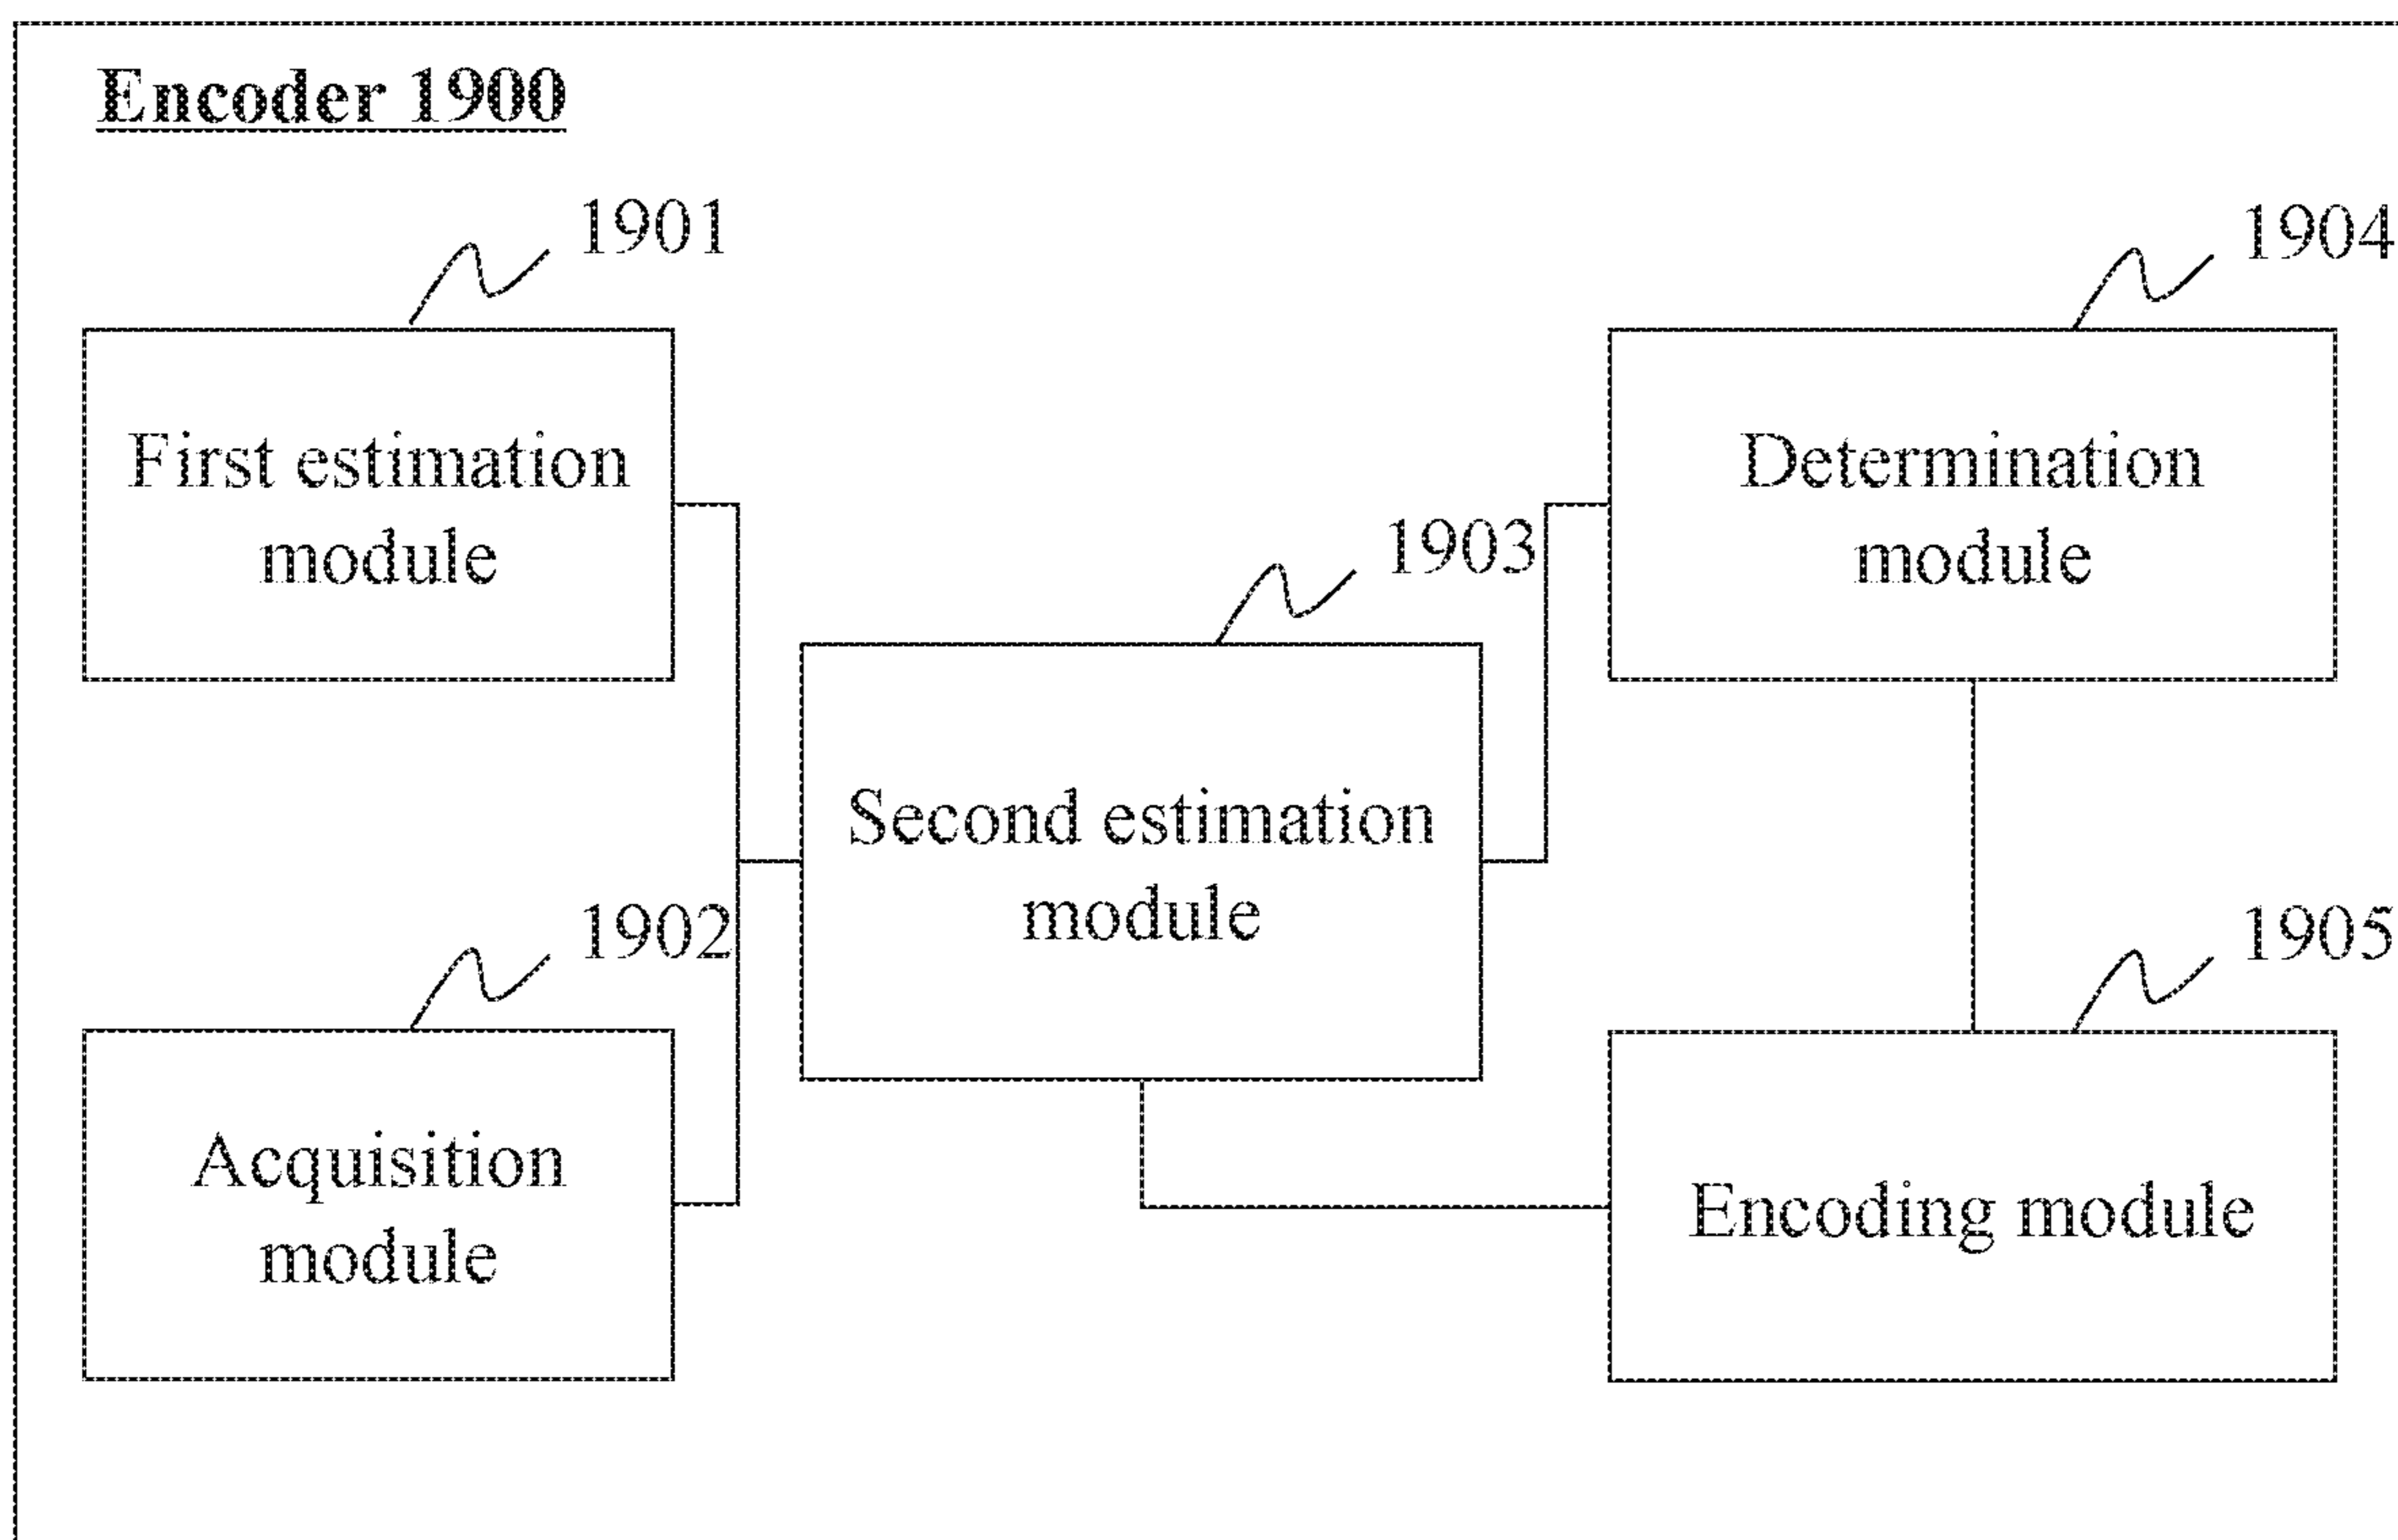 Encoder 1900
1901
First estimation
module
1902
Acquisition
module
1903
Second estimation
module
1904
Determination
module
1905
Encoding module